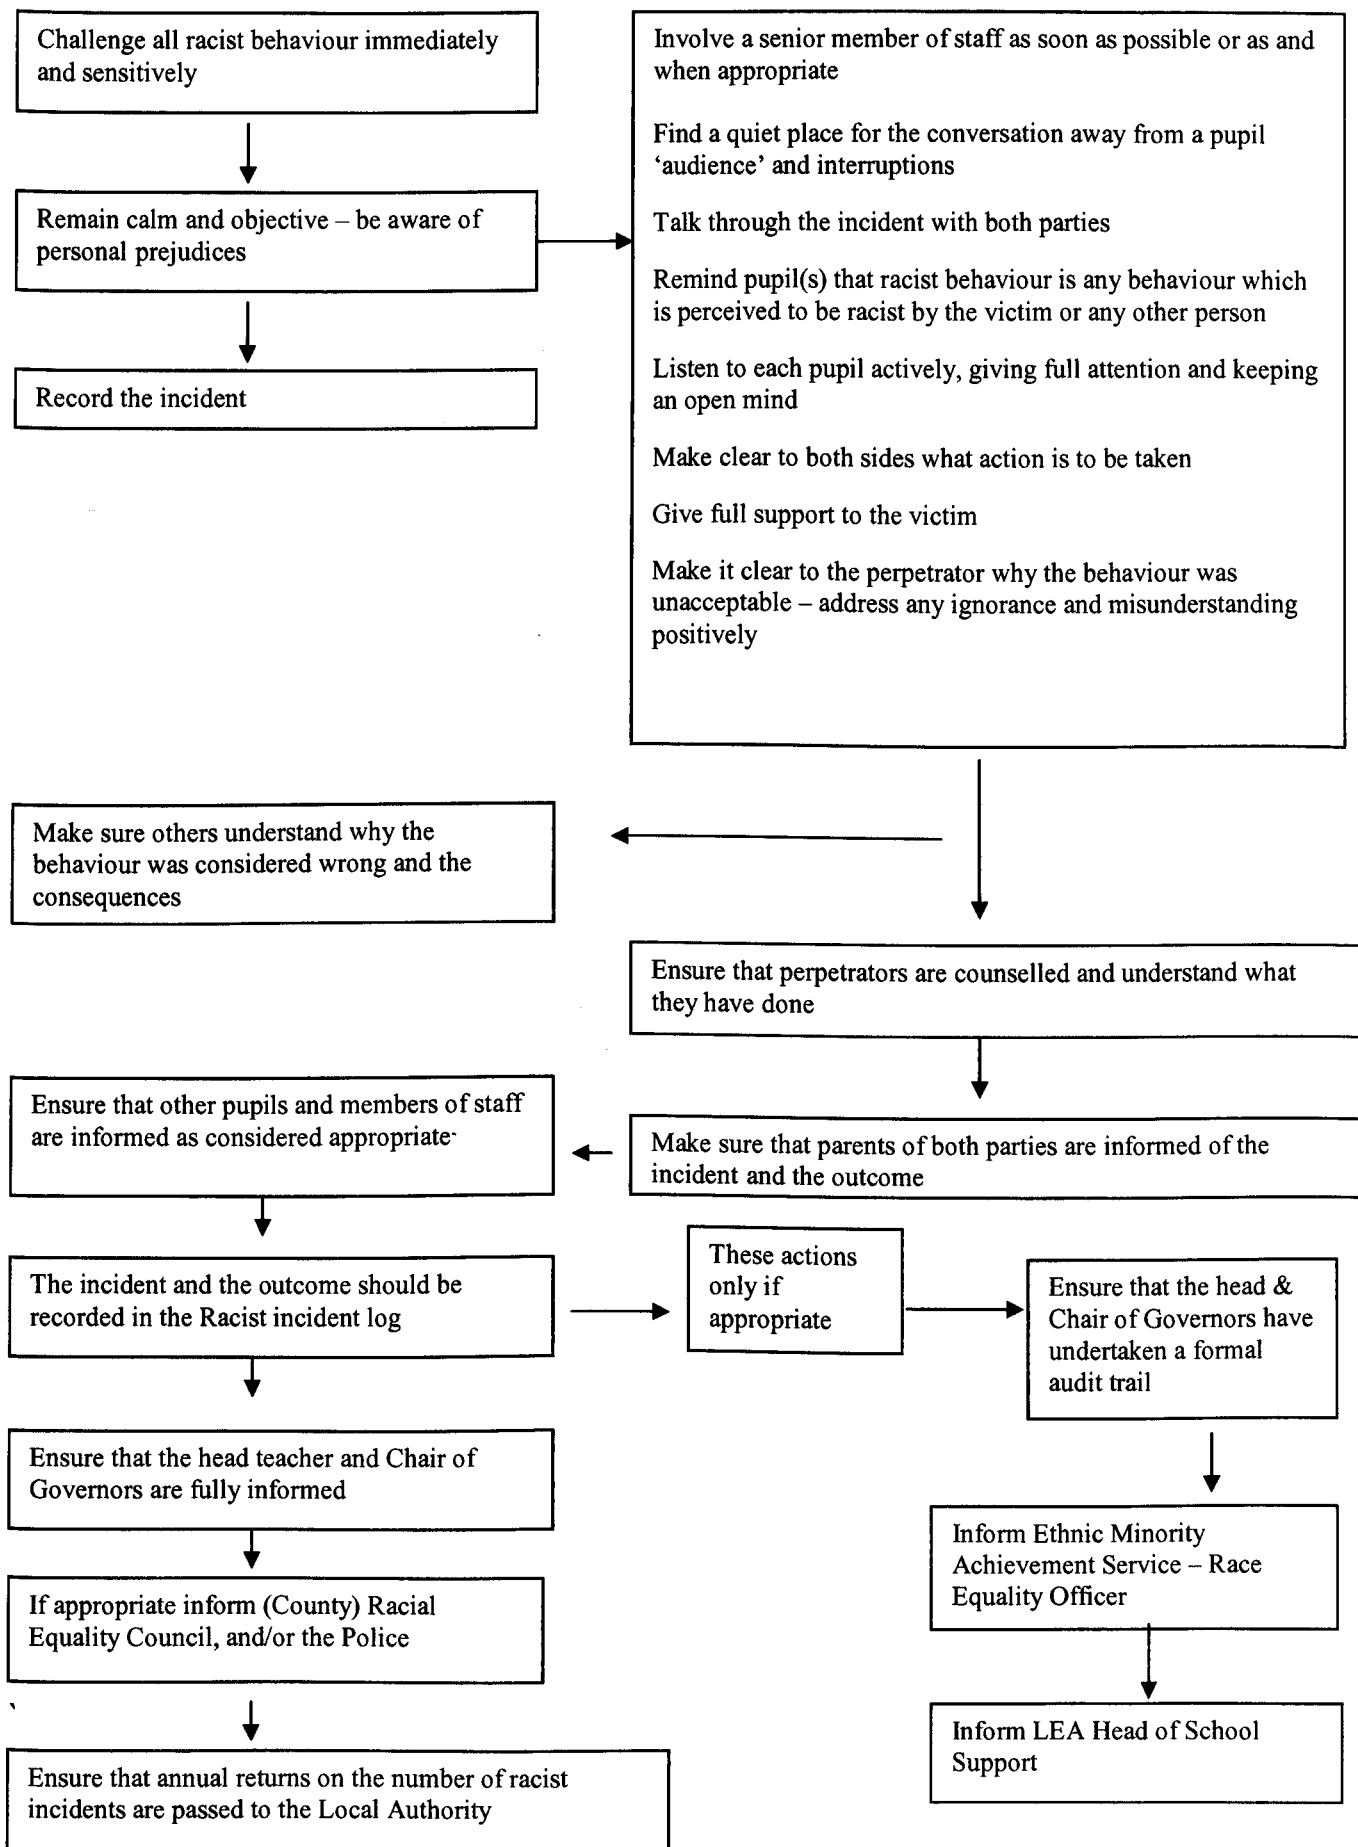 Challenge all racist behaviour immediately
and sensitively
Remain calm and objective – be aware of
personal prejudices
Record the incident
Involve a senior member of staff as soon as possible or as and
when appropriate
Find a quiet place for the conversation away from a pupil
‘audience’ and interruptions
Talk through the incident with both parties
Remind pupil(s) that racist behaviour is any behaviour which
is perceived to be racist by the victim or any other person
Listen to each pupil actively, giving full attention and keeping
an open mind
Make clear to both sides what action is to be taken
Give full support to the victim
Make it clear to the perpetrator why the behaviour was
unacceptable – address any ignorance and misunderstanding
positively
Make sure others understand why the
behaviour was considered wrong and the
consequences
Ensure that perpetrators are counselled and understand what
they have done
Make sure that parents of both parties are informed of the
incident and the outcome
Ensure that other pupils and members of staff
are informed as considered appropriate
The incident and the outcome should be
recorded in the Racist incident log
These actions
only if
appropriate
Ensure that the head &
Chair of Governors have
undertaken a formal
audit trail
Ensure that the head teacher and Chair of
Governors are fully informed
Inform Ethnic Minority
Achievement Service – Race
Equality Officer
If appropriate inform (County) Racial
Equality Council, and/or the Police
Inform LEA Head of School
Support
Ensure that annual returns on the number of racist
incidents are passed to the Local Authority